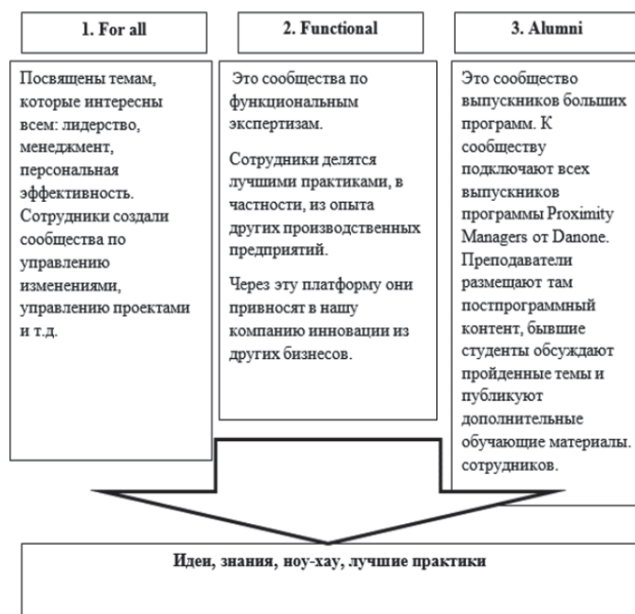 1. For all
Посвящены темам,
которые интересны
всем: лидерство,
менеджмент,
персональная
эффективность.
Сотрудники создали
сообщества по
управлению
изменениями,
управлению проектами
и т.д.
2. Functional
Это сообщества по
функциональным
экспертизам.
Сотрудники делятся
лучшими практиками, в
частности, из опыта
других производственных
предприятий.
Через эту платформу они
привносят в нашу
компанию инновации из
других бизнесов.
3. Alumni
Это сообщество
выпускников больших
программ. К
сообществу
подключают всех
выпускников
программы Proximity
Managers от Danone.
Преподаватели
размещают там
постпрограммный
контент, бывшие
студенты обсуждают
пройденные темы и
публикуют
дополнительные
обучающие материалы.
сотрудников.
Идеи, знания, ноу-хау, лучшие практики